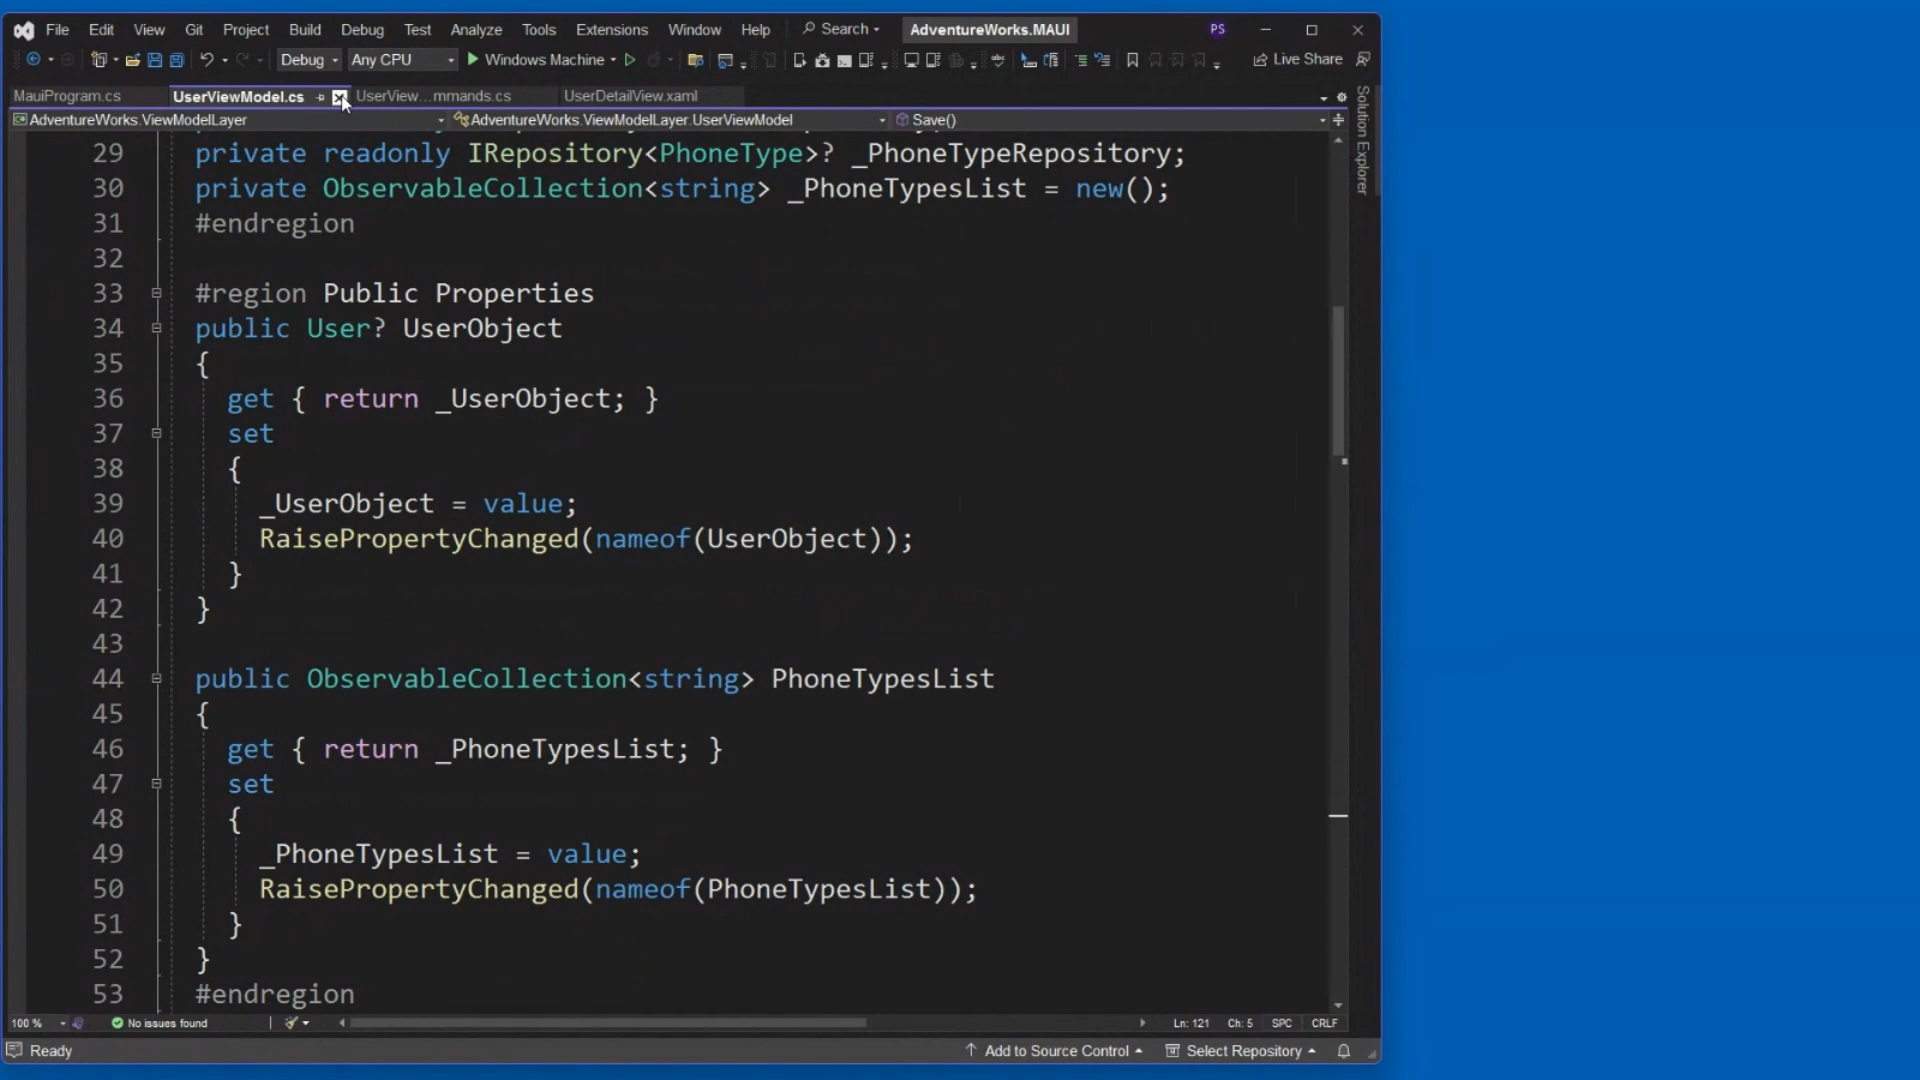 File Edit View Git Project Build Debug Test Analyze Tools Extensions Window Help Search AdventureWorks.MAUI PS
Debug Any CPU Windows Machine Live Share
MauiProgram.cs UserViewModel.cs UserView...mmands.cs UserDetailView.xaml
AdventureWorks.ViewModelLayer AdventureWorks.ViewModelLayer.UserViewModel Save()
Solution Explorer
29 private readonly IRepository<PhoneType>? _PhoneTypeRepository;
30 private ObservableCollection<string> _PhoneTypesList = new();
31 #endregion
32
33 #region Public Properties
34 public User? UserObject
35 {
36 get { return _UserObject; }
37 set
38 {
39 _UserObject = value;
40 RaisePropertyChanged(nameof(UserObject));
41 }
42 }
43
44 public ObservableCollection<string> PhoneTypesList
45 {
46 get { return _PhoneTypesList; }
47 set
48 {
49 _PhoneTypesList = value;
50 RaisePropertyChanged(nameof(PhoneTypesList));
51 }
52 }
53 #endregion
100 % No issues found Ln: 121 Ch: 5 SPC CRLF
Ready Add to Source Control Select Repository